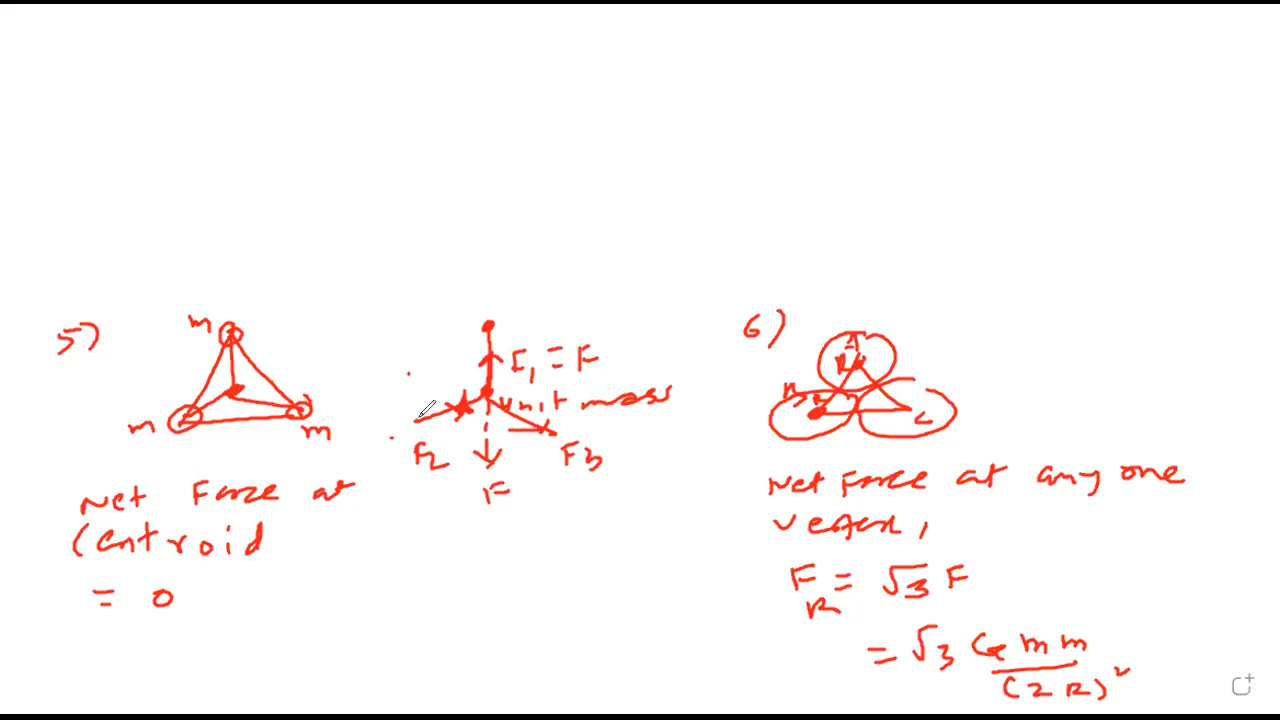 5)
m
m
m
F1 = F
unit mass
F2
F3
F
Net Force at
Centroid
= 0
6)
A
R
B
R
C
Net Force at any one
vertex,
FR = √3 F
= √3 G m m
(2R)²